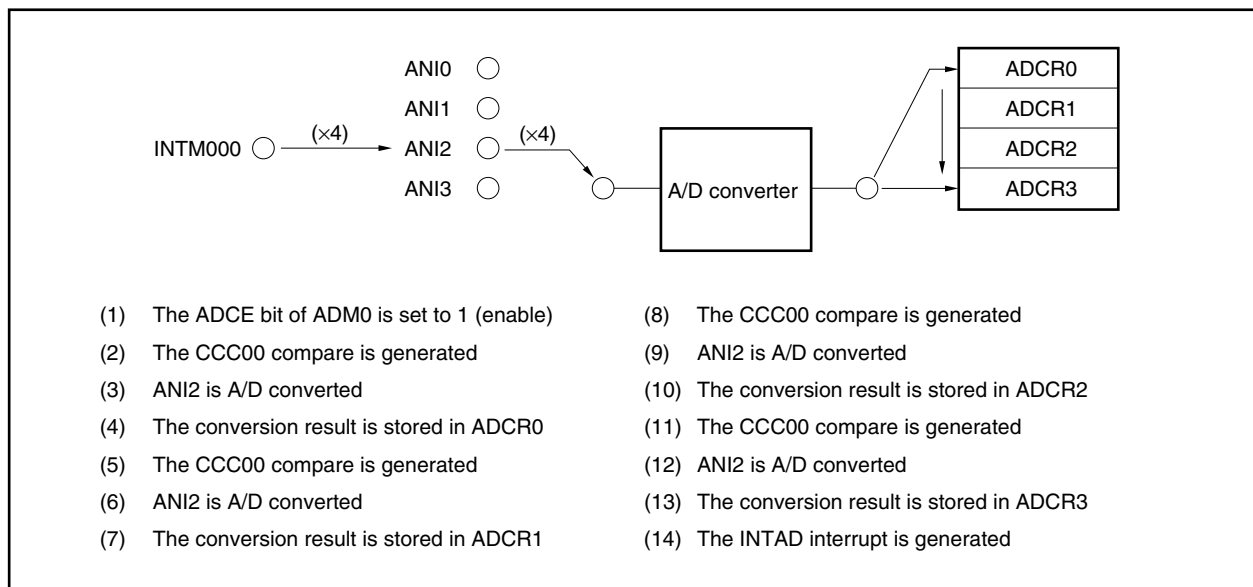 ANI0
ANI1
INTM000 (×4) ANI2 (×4)
ANI3
A/D converter
ADCR0
ADCR1
ADCR2
ADCR3
(1) The ADCE bit of ADM0 is set to 1 (enable)
(2) The CCC00 compare is generated
(3) ANI2 is A/D converted
(4) The conversion result is stored in ADCR0
(5) The CCC00 compare is generated
(6) ANI2 is A/D converted
(7) The conversion result is stored in ADCR1
(8) The CCC00 compare is generated
(9) ANI2 is A/D converted
(10) The conversion result is stored in ADCR2
(11) The CCC00 compare is generated
(12) ANI2 is A/D converted
(13) The conversion result is stored in ADCR3
(14) The INTAD interrupt is generated